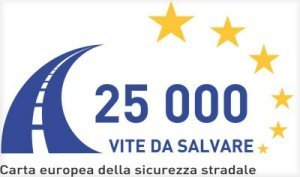 25 000
VITE DA SALVARE
Carta europea della sicurezza stradale